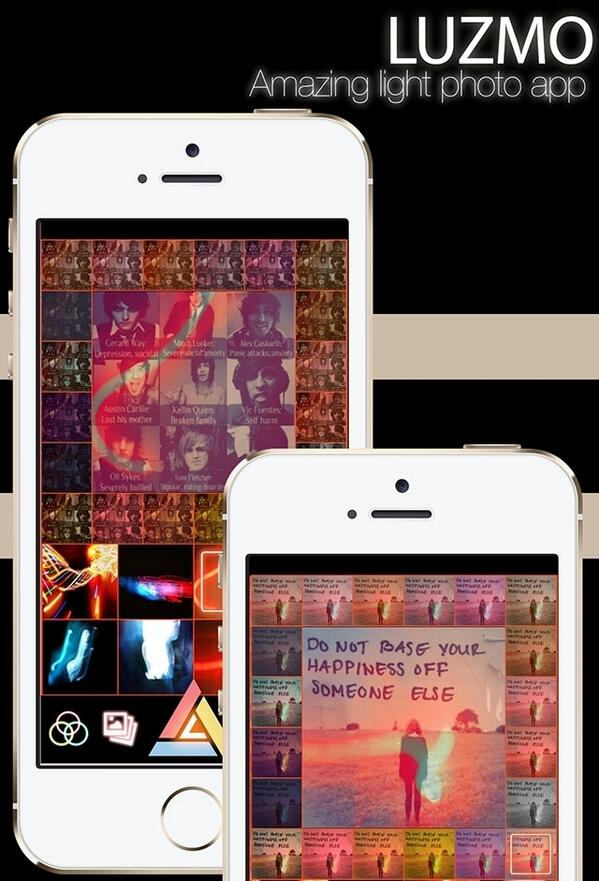 LUZMO
Amazing light photo app
Gerard Way:
Depression, suicidal
Mitch Lucker:
Severe social anxiety
Alex Gaskarth:
Panic attacks, anxiety
Austin Carlile:
Lost his mother
Kellin Quinn:
Broken family
Vic Fuentes:
Self harm
Oli Sykes:
Severely bullied
Tom Fletcher:
Bipolar, eating disorder
DO NOT BASE YOUR
HAPPINESS OFF
SOMEONE ELSE